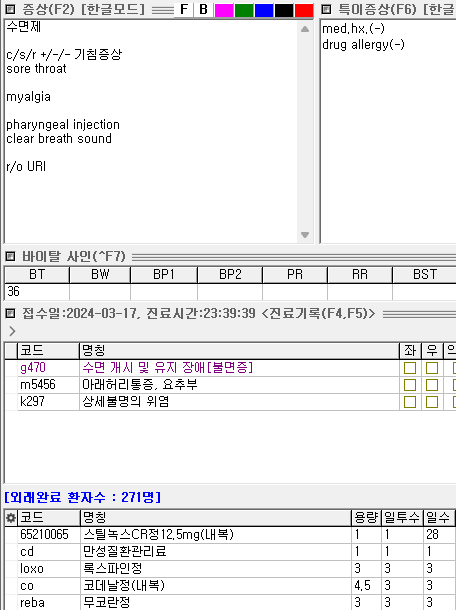 증상(F2) [한글모드] F B
수면제
c/s/r +/-/- 기침증상
sore throat
myalgia
pharyngeal injection
clear breath sound
r/o URI
특이증상(F6) [한글
med.hx.(-)
drug allergy(-)
바이탈 사인(^F7)
BT BW BP1 BP2 PR RR BST
36
접수일:2024-03-17, 진료시간:23:39:39 <진료기록(F4,F5)>
코드 명칭 좌 우
g470 수면 개시 및 유지 장애[불면증]
m5456 아래허리통증, 요추부
k297 상세불명의 위염
[외래완료 환자수 : 271명]
코드 명칭 용량 일투수 일수
65210065 스틸녹스CR정12.5mg(내복) 1 1 28
cd 만성질환관리료 1 1 1
loxo 록스파인정 3 3 3
co 코데날정(내복) 4.5 3 3
reba 무코란정 3 3 3